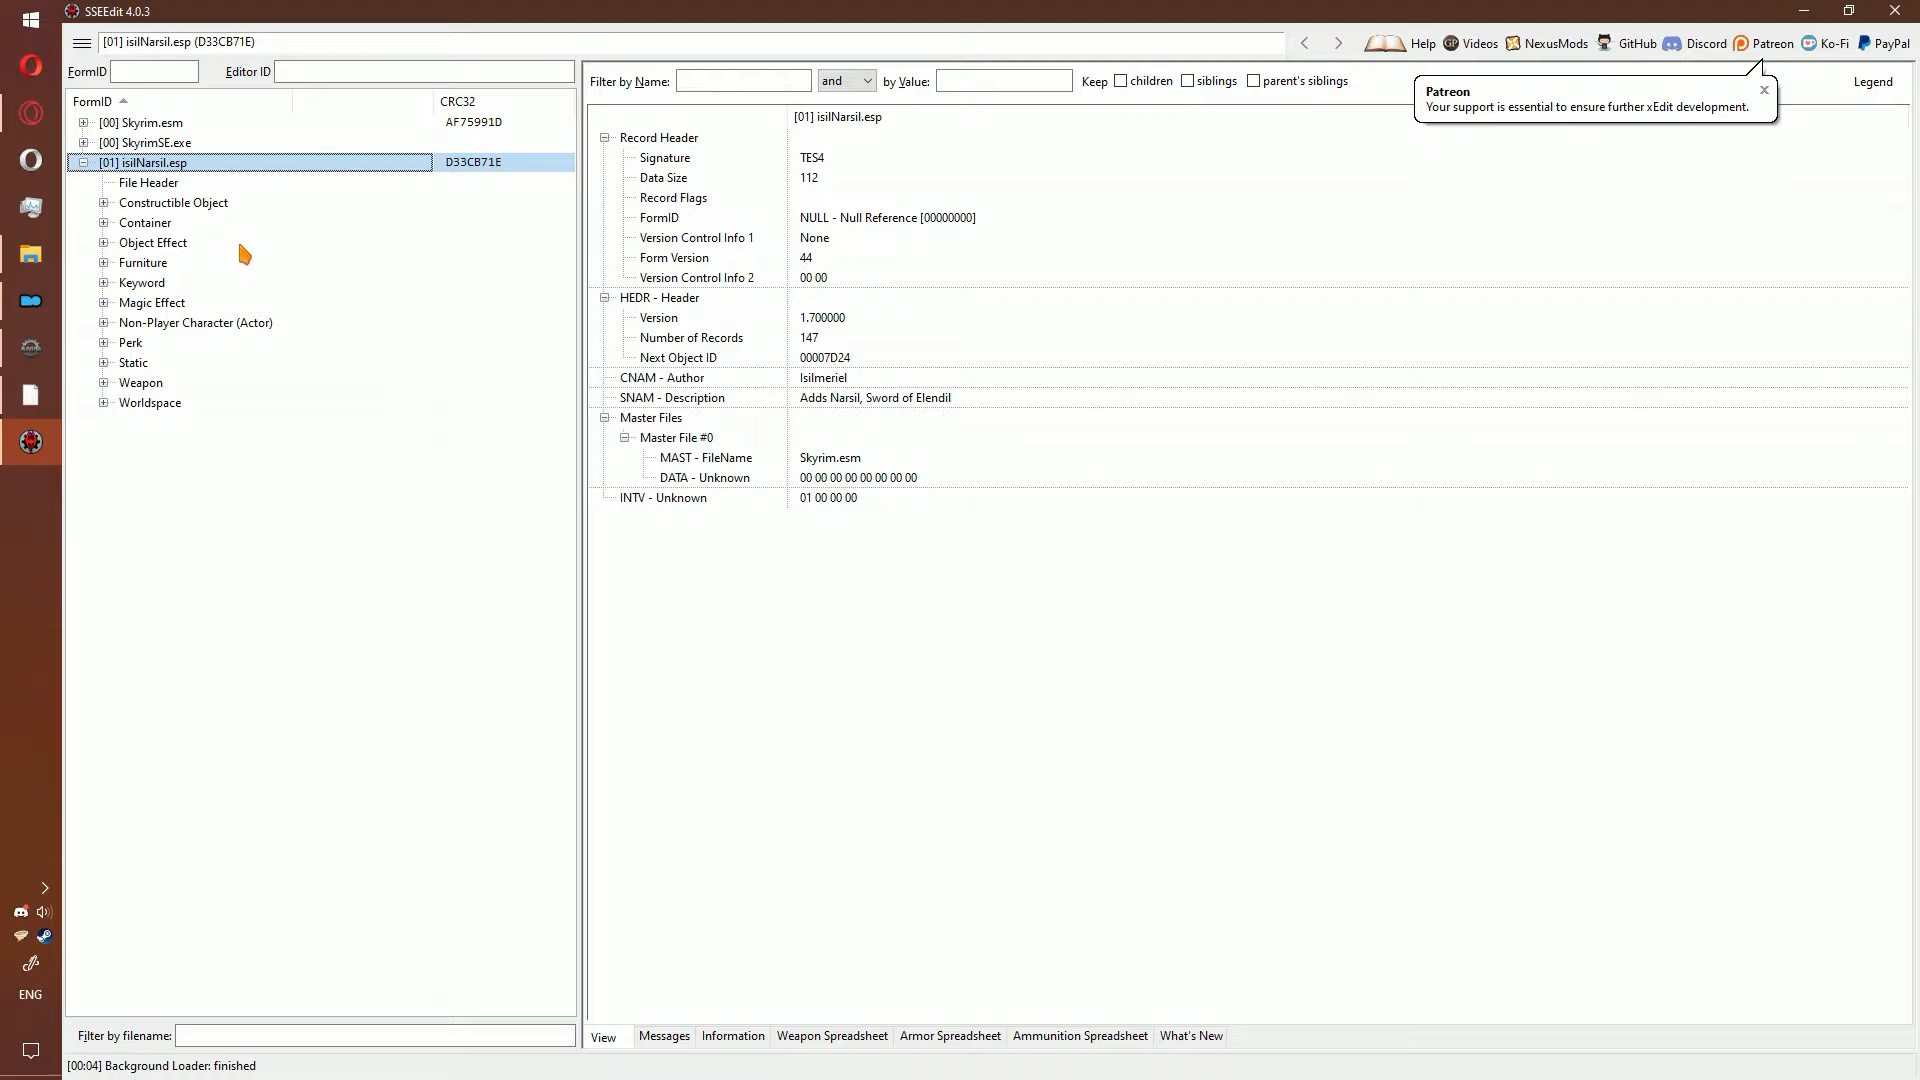 SSEEdit 4.0.3
[01] isilNarsil.esp (D33CB71E)
Help Videos NexusMods GitHub Discord Patreon Ko-Fi PayPal
FormID Editor ID
Filter by Name: and by Value: Keep children siblings parent's siblings Legend
Patreon
Your support is essential to ensure further xEdit development.
FormID CRC32
[00] Skyrim.esm AF75991D
[00] SkyrimSE.exe
[01] isilNarsil.esp D33CB71E
File Header
Constructible Object
Container
Object Effect
Furniture
Keyword
Magic Effect
Non-Player Character (Actor)
Perk
Static
Weapon
Worldspace
[01] isilNarsil.esp
Record Header
Signature TES4
Data Size 112
Record Flags
FormID NULL - Null Reference [00000000]
Version Control Info 1 None
Form Version 44
Version Control Info 2 00 00
HEDR - Header
Version 1.700000
Number of Records 147
Next Object ID 00007D24
CNAM - Author Isilmeriel
SNAM - Description Adds Narsil, Sword of Elendil
Master Files
Master File #0
MAST - FileName Skyrim.esm
DATA - Unknown 00 00 00 00 00 00 00 00
INTV - Unknown 01 00 00 00
ENG
Filter by filename:
View Messages Information Weapon Spreadsheet Armor Spreadsheet Ammunition Spreadsheet What's New
[00:04] Background Loader: finished